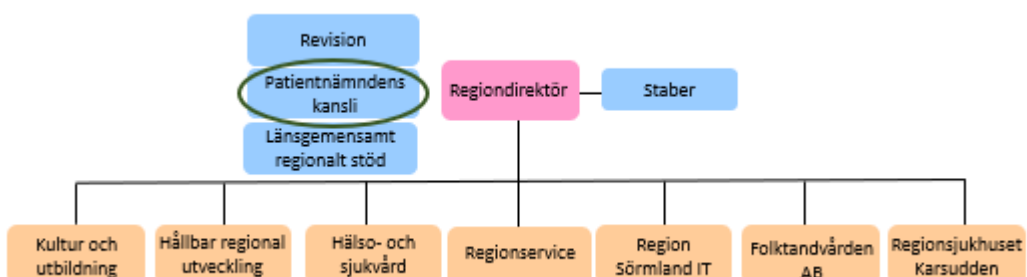 Revision
Patientnämndens
kansli
Länsgemensamt
regionalt stöd
Regiondirektör
Staber
Kultur och
utbildning
Hållbar regional
utveckling
Hälso- och
sjukvård
Regionservice
Region
Sörmland IT
Folktandvården
AB
Regionsjukhuset
Karsudden